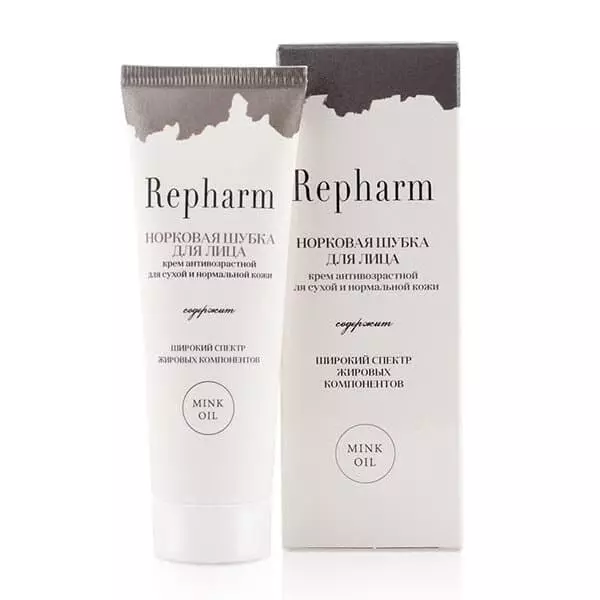 Repharm
НОРКОВАЯ ШУБКА
ДЛЯ ЛИЦА
крем антивозрастной
для сухой и нормальной кожи
содержит
ШИРОКИЙ СПЕКТР
ЖИРОВЫХ КОМПОНЕНТОВ
MINK
OIL
Repharm
НОРКОВАЯ ШУБКА
ДЛЯ ЛИЦА
крем антивозрастной
ля сухой и нормальной кожи
содержит
ШИРОКИЙ СПЕКТР
ЖИРОВЫХ
КОМПОНЕНТОВ
MINK
OIL